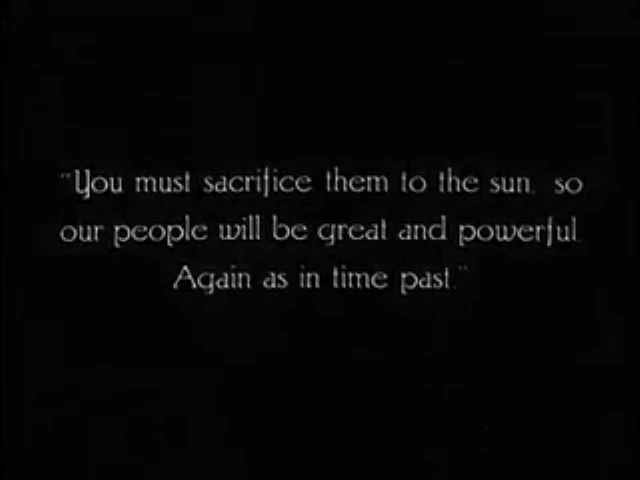 "You must sacrifice them to the sun, so
our people will be great and powerful.
Again as in time past."